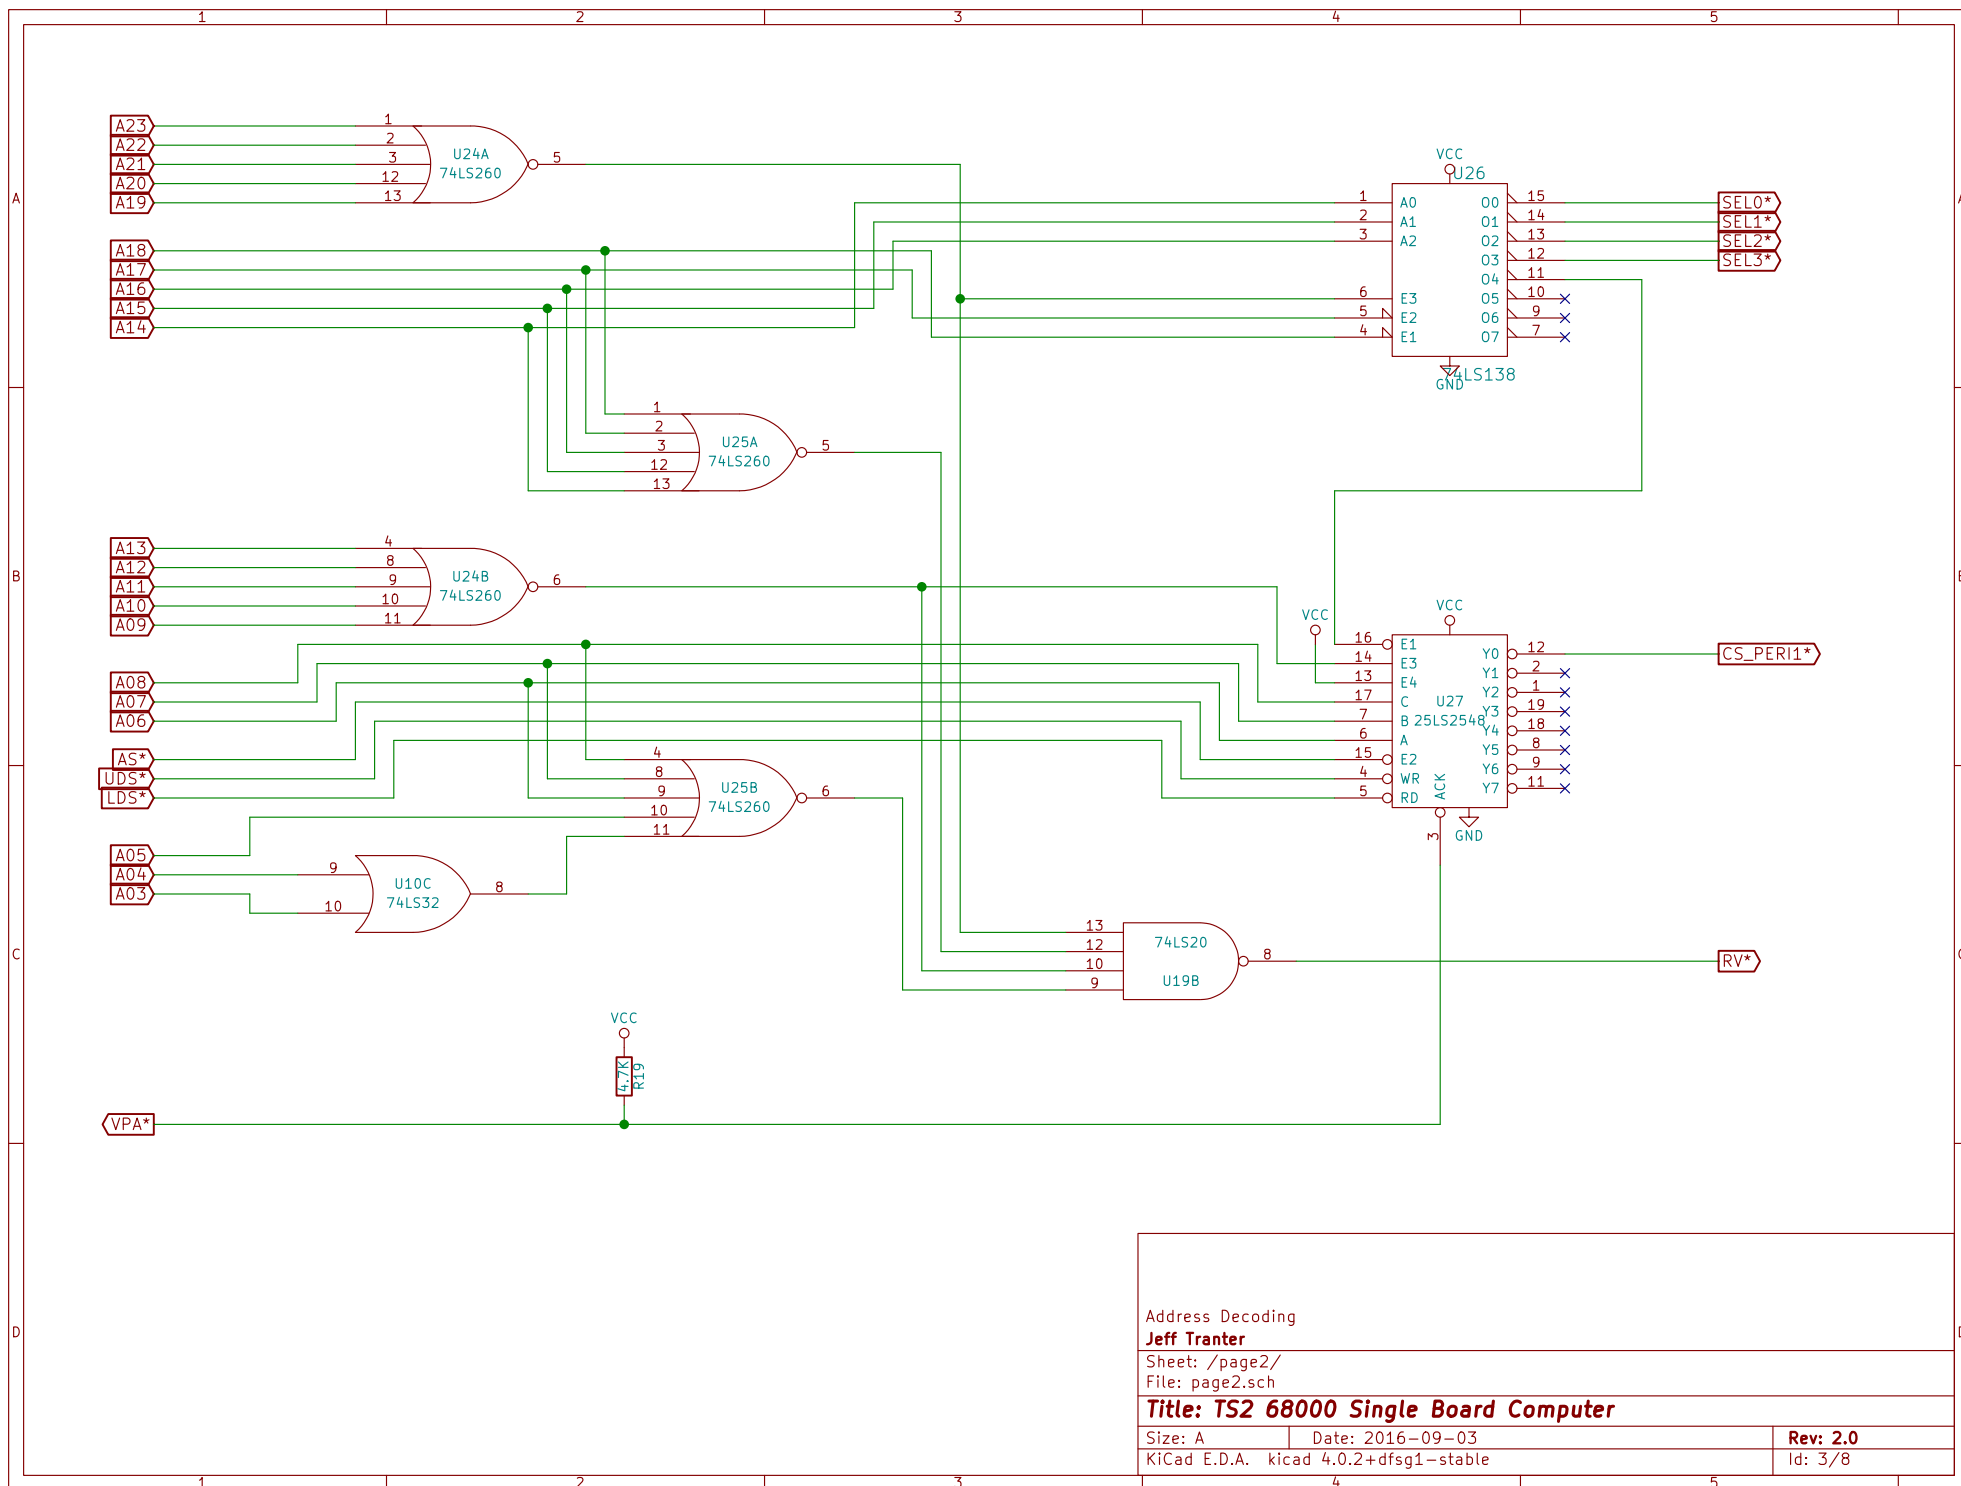 1 2 3 4 5
A
B
C
D
A23
A22
A21
A20
A19
1
2
3
12
13
U24A
74LS260
5
A18
A17
A16
A15
A14
1
2
3
12
13
U25A
74LS260
5
VCC
U26
1 A0
2 A1
3 A2
6 E3
5 E2
4 E1
O0 15
O1 14
O2 13
O3 12
O4 11
O5 10
O6 9
O7 7
74LS138
GND
SEL0*
SEL1*
SEL2*
SEL3*
A13
A12
A11
A10
A09
4
8
9
10
11
U24B
74LS260
6
A08
A07
A06
AS*
UDS*
LDS*
4
8
9
10
11
U25B
74LS260
6
VCC
VCC
16 E1
14 E3
13 E4
17 C
7 B
6 A
15 E2
4 WR
5 RD
U27
25LS2548
Y0 12
Y1 2
Y2 1
Y3 19
Y4 18
Y5 8
Y6 9
Y7 11
ACK
3
GND
CS_PERI1*
A05
A04
A03
9
10
U10C
74LS32
8
13
12
10
9
74LS20
U19B
8
RV*
VCC
4.7K
R19
VPA*
Address Decoding
Jeff Tranter
Sheet: /page2/
File: page2.sch
Title: TS2 68000 Single Board Computer
Size: A Date: 2016-09-03 Rev: 2.0
KiCad E.D.A. kicad 4.0.2+dfsg1-stable Id: 3/8
1 2 3 4 5